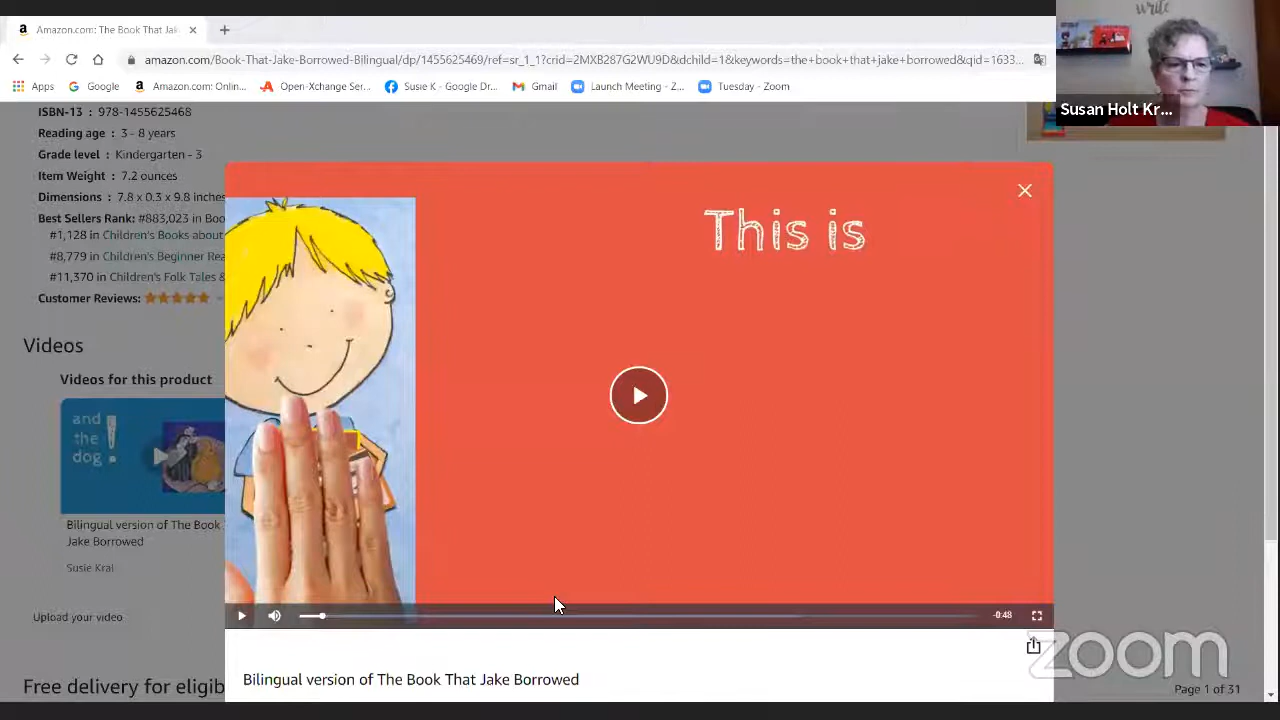 Amazon.com: The Book That Jak
amazon.com/Book-That-Jake-Borrowed-Bilingual/dp/1455625469/ref=sr_1_1?crid=2MXB287G2WU9D&dchild=1&keywords=the+book+that+jake+borrowed&qid=1633...
Apps Google Amazon.com: Onlin... Open-Xchange Ser... Susie K - Google Dr... Gmail Launch Meeting - Z... Tuesday - Zoom
write
Susan Holt Kr...
ISBN-13 : 978-1455625468
Reading age : 3 - 8 years
Grade level : Kindergarten - 3
Item Weight : 7.2 ounces
Dimensions : 7.8 x 0.3 x 9.8 inches
Best Sellers Rank: #883,023 in Boo
#1,128 in Children's Books about
#8,779 in Children's Beginner Rea
#11,370 in Children's Folk Tales &
Customer Reviews:
This is
Videos
Videos for this product
and
the
dog!
Bilingual version of The Book
Jake Borrowed
Susie Kral
Upload your video
-0:48
Bilingual version of The Book That Jake Borrowed
zoom
Free delivery for eligib
Page 1 of 31